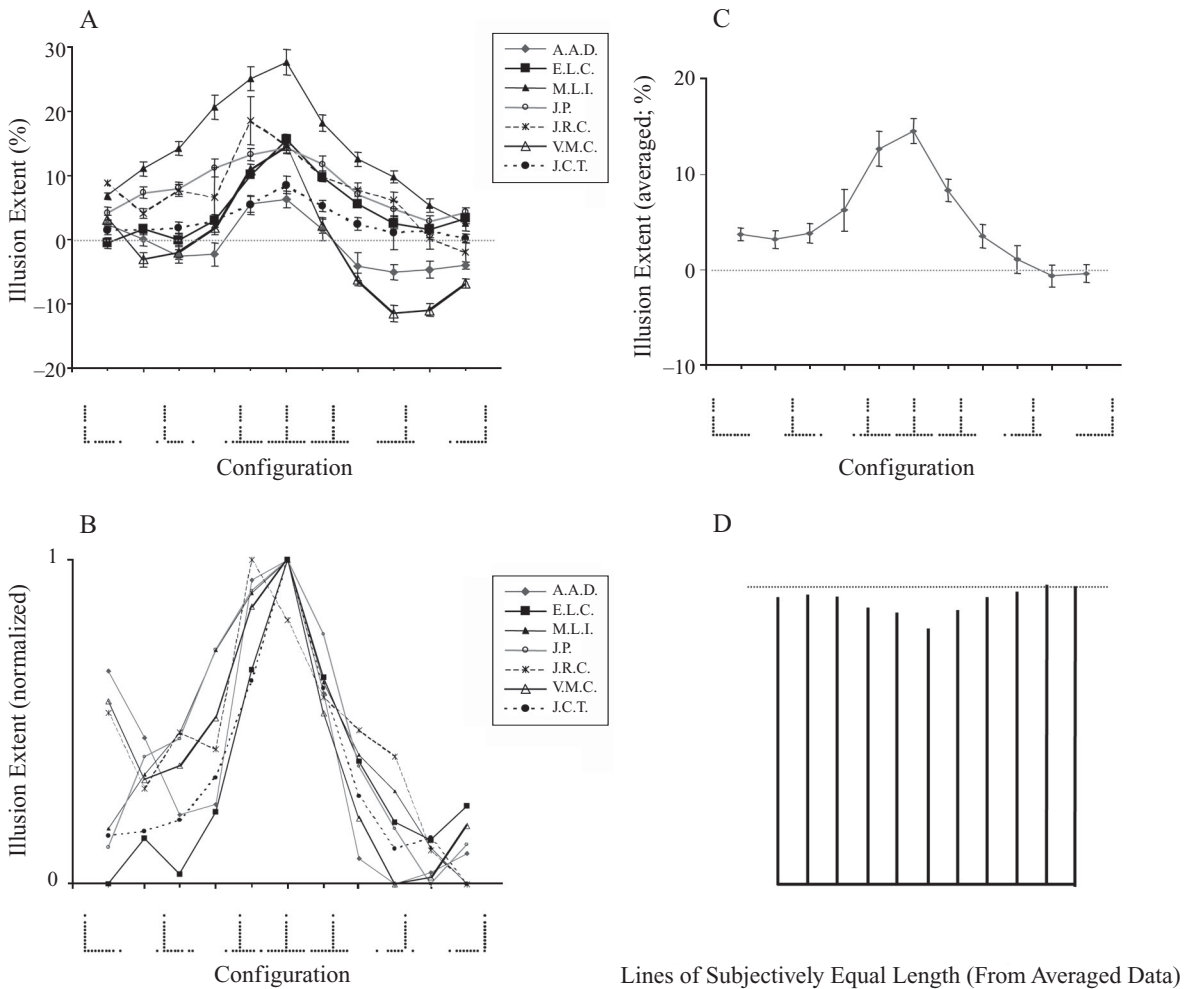 A
Illusion Extent (%)
30
20
10
0
−10
−20
A.A.D.
E.L.C.
M.L.I.
J.P.
J.R.C.
V.M.C.
J.C.T.
Configuration
C
Illusion Extent (averaged; %)
20
10
0
−10
Configuration
B
Illusion Extent (normalized)
1
0
A.A.D.
E.L.C.
M.L.I.
J.P.
J.R.C.
V.M.C.
J.C.T.
Configuration
D
Lines of Subjectively Equal Length (From Averaged Data)